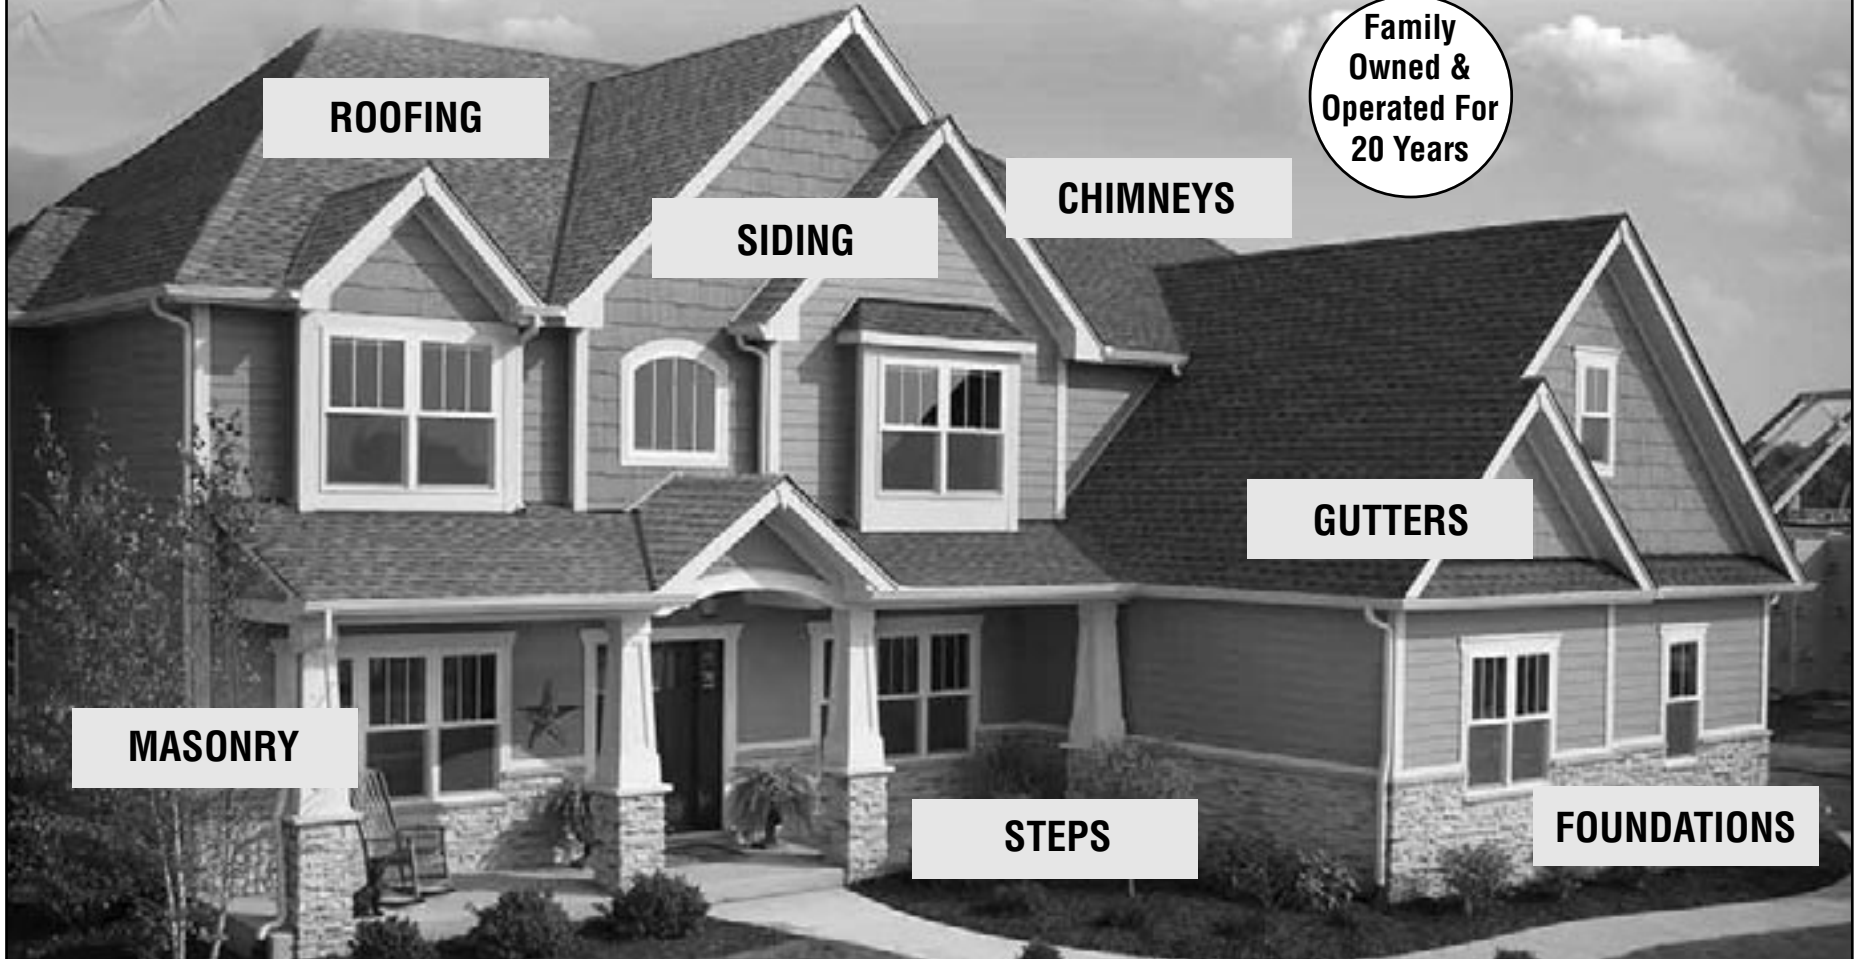 Family
Owned &
Operated For
20 Years
ROOFING
CHIMNEYS
SIDING
GUTTERS
MASONRY
STEPS
FOUNDATIONS